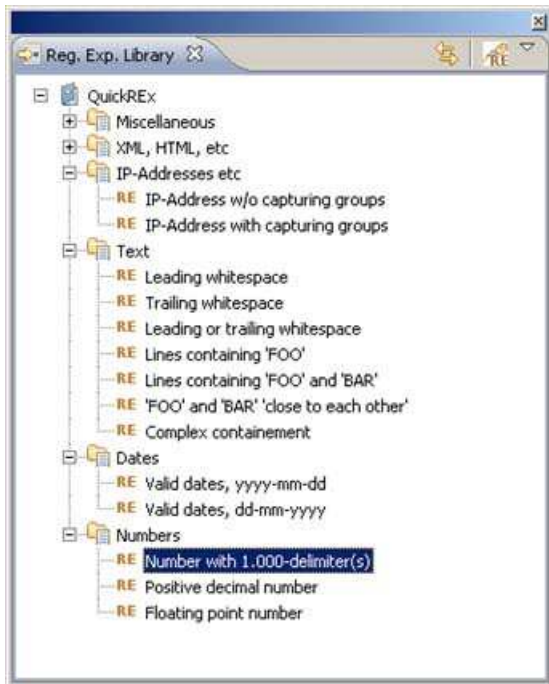 Reg. Exp. Library
RE
QuickREx
Miscellaneous
XML, HTML, etc
IP-Addresses etc
RE IP-Address w/o capturing groups
RE IP-Address with capturing groups
Text
RE Leading whitespace
RE Trailing whitespace
RE Leading or trailing whitespace
RE Lines containing 'FOO'
RE Lines containing 'FOO' and 'BAR'
RE 'FOO' and 'BAR' 'close to each other'
RE Complex containement
Dates
RE Valid dates, yyyy-mm-dd
RE Valid dates, dd-mm-yyyy
Numbers
RE Number with 1.000-delimiter(s)
RE Positive decimal number
RE Floating point number